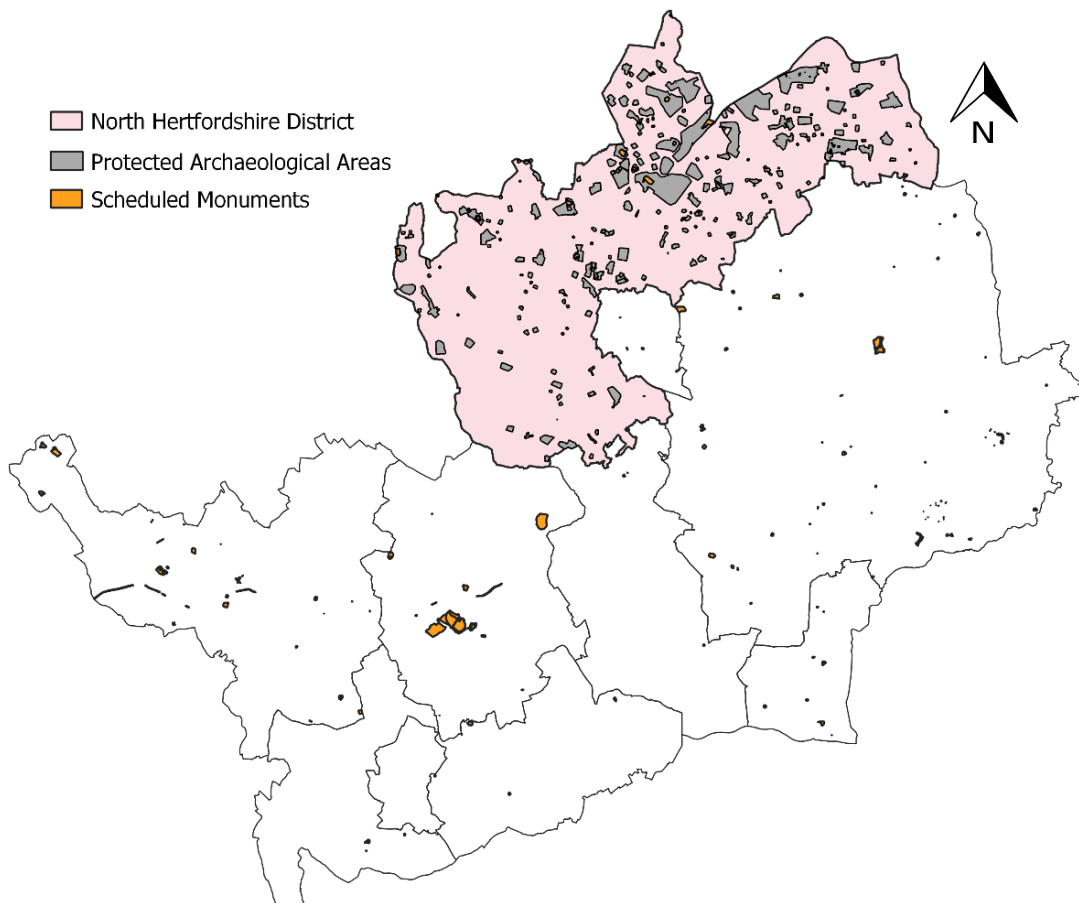 North Hertfordshire District
Protected Archaeological Areas
Scheduled Monuments
N